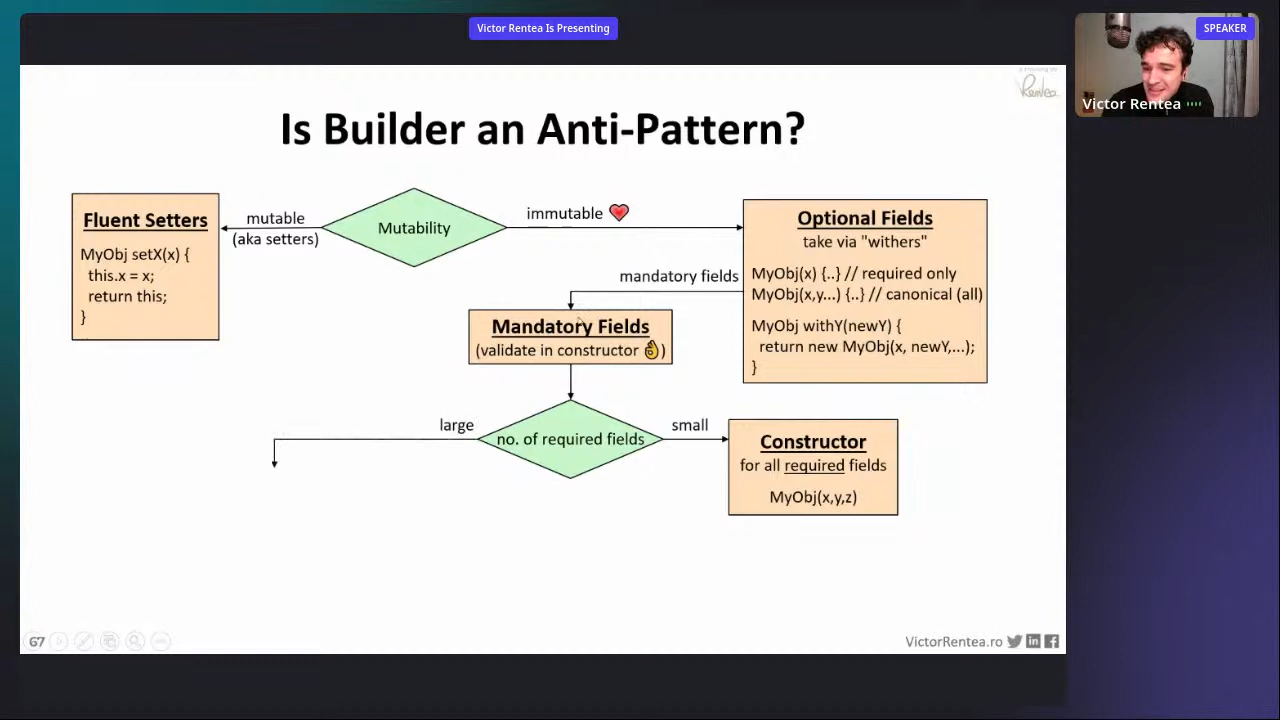 Victor Rentea Is Presenting
SPEAKER
Victor Rentea
Rentea
Is Builder an Anti-Pattern?
Fluent Setters
MyObj setX(x) {
this.x = x;
return this;
}
mutable
(aka setters)
Mutability
immutable ❤️
Optional Fields
take via "withers"
MyObj(x) {..} // required only
MyObj(x,y...) {..} // canonical (all)
MyObj withY(newY) {
return new MyObj(x, newY,...);
}
mandatory fields
Mandatory Fields
(validate in constructor 👌)
large
no. of required fields
small
Constructor
for all required fields
MyObj(x,y,z)
67
VictorRentea.ro